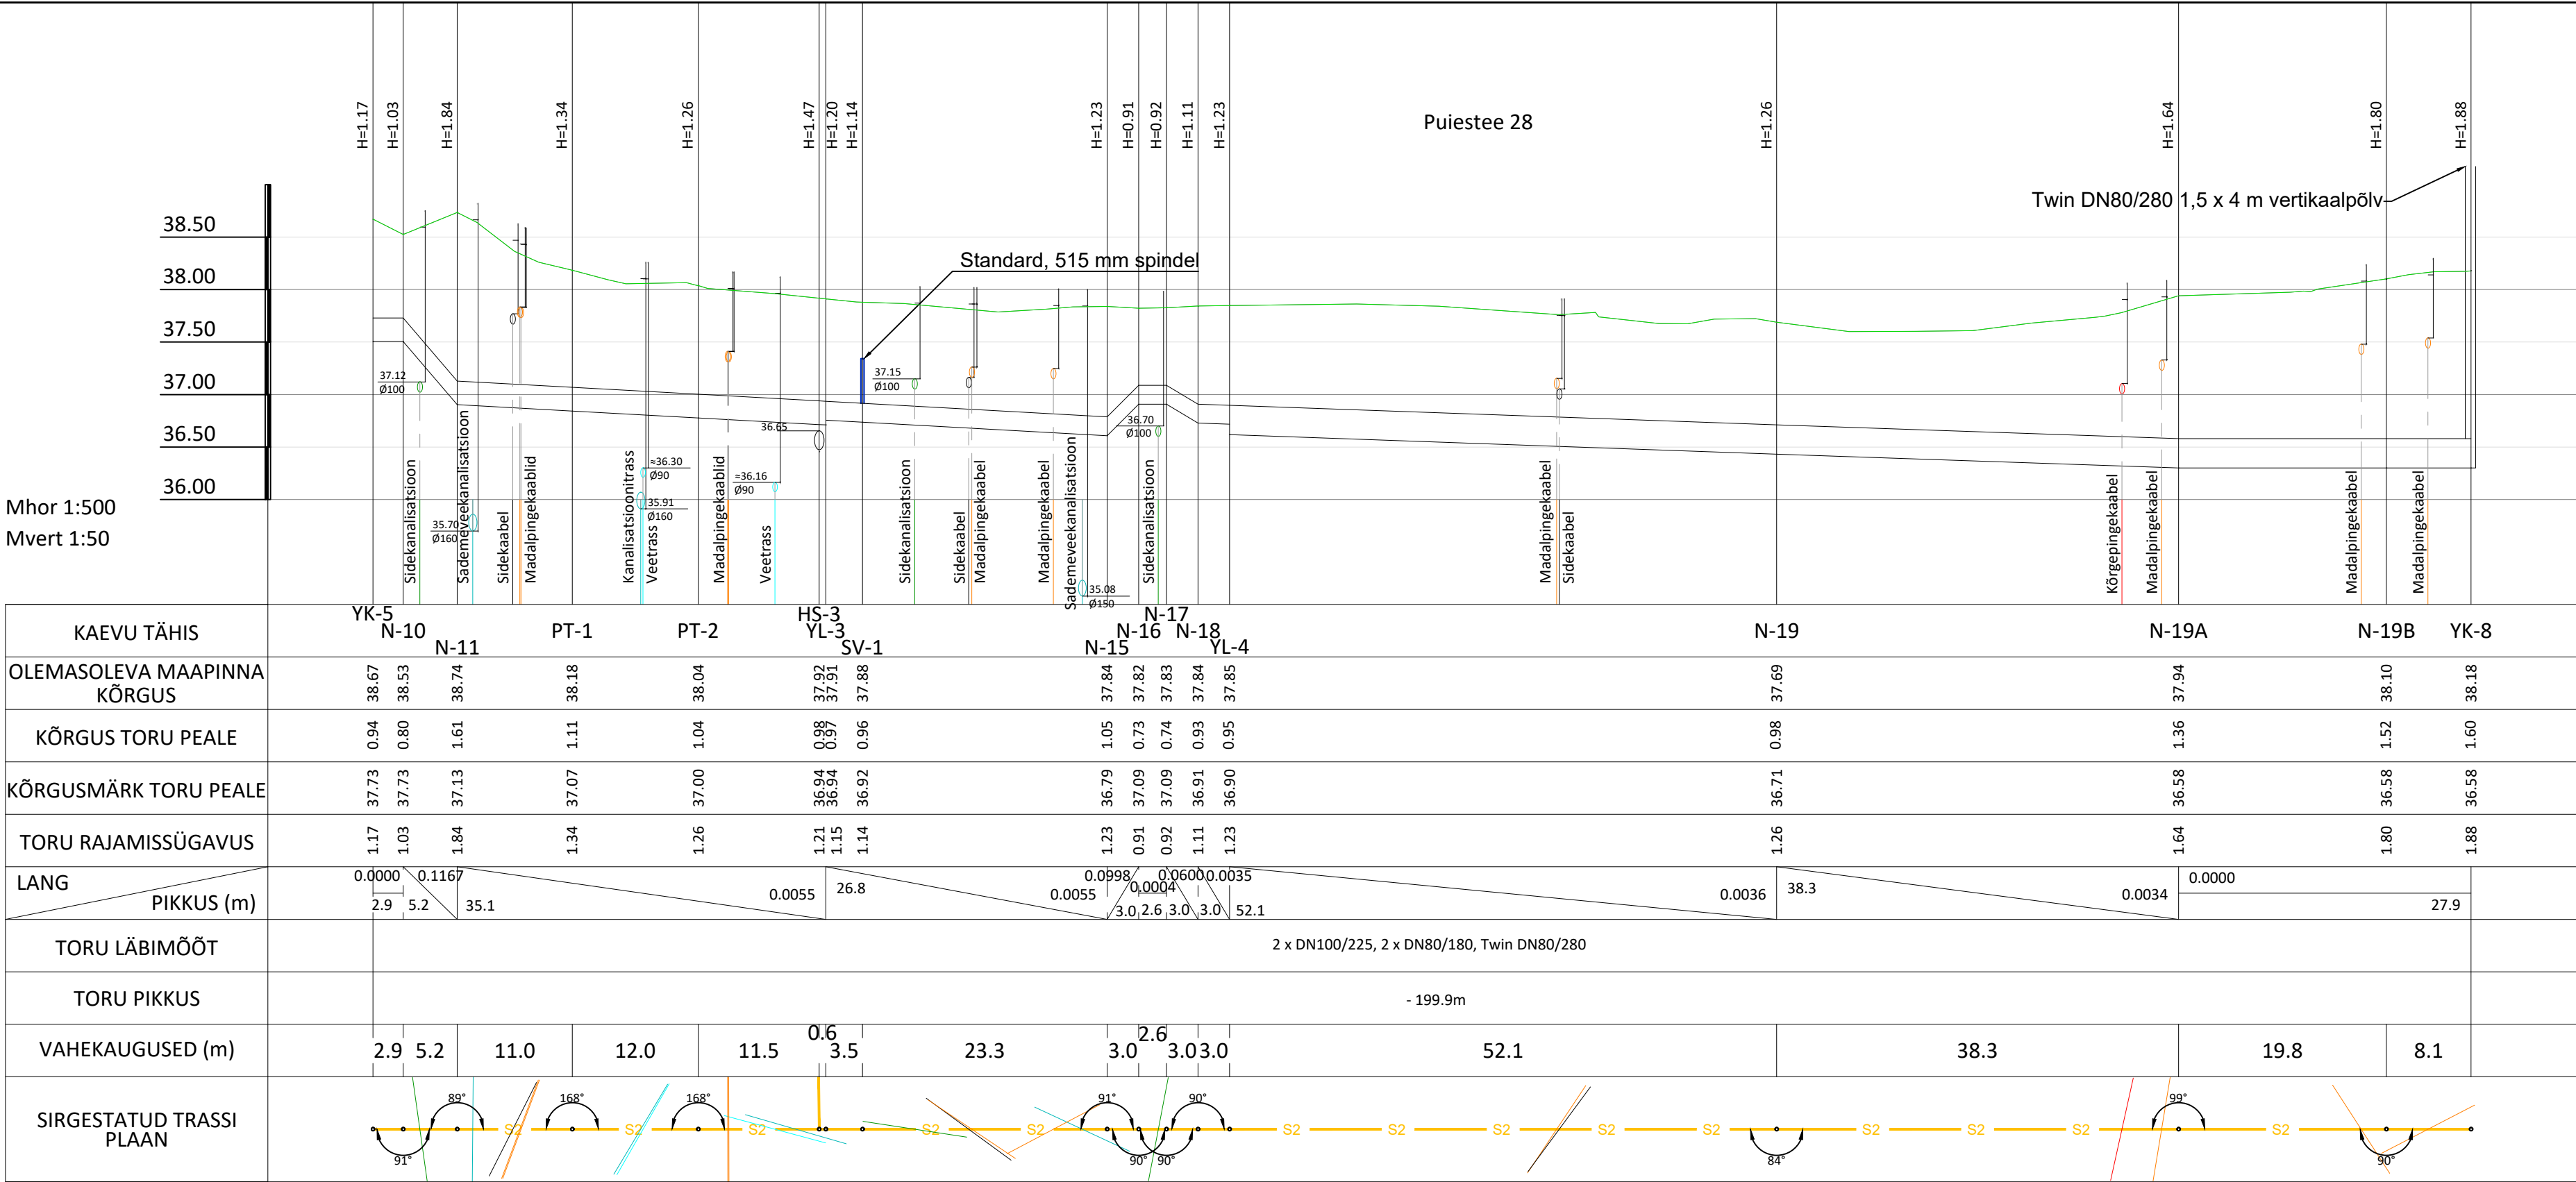 H=1.17
H=1.03
H=1.84
H=1.34
H=1.26
H=1.47
H=1.20
H=1.14
H=1.23
H=0.91
H=0.92
H=1.11
H=1.23
H=1.26
H=1.64
H=1.80
H=1.88
Puiestee 28
Twin DN80/280 1,5 x 4 m vertikaalpõlv
Standard, 515 mm spindel
38.50
38.00
37.50
37.00
36.50
36.00
Mhor 1:500
Mvert 1:50
37.12
Ø100
35.70
Ø160
≈36.30
Ø90
35.91
Ø160
≈36.16
Ø90
36.65
37.15
Ø100
35.08
Ø150
36.70
Ø100
Sidekanalisatsioon
Sademeveekanalisatsioon
Sidekaabel
Madalpingekaablid
Kanalisatsioonitrass
Veetrass
Madalpingekaablid
Veetrass
Sidekanalisatsioon
Sidekaabel
Madalpingekaabel
Madalpingekaabel
Sademeveekanalisatsioon
Sidekanalisatsioon
Madalpingekaabel
Sidekaabel
Kõrgepingekaabel
Madalpingekaabel
Madalpingekaabel
Madalpingekaabel
KAEVU TÄHIS
YK-5 N-10 N-11 PT-1 PT-2 HS-3 YL-3 SV-1 N-15 N-16 N-17 N-18 YL-4 N-19 N-19A N-19B YK-8
OLEMASOLEVA MAAPINNA
KÕRGUS
38.67 38.53 38.74 38.18 38.04 37.92 37.91 37.88 37.84 37.82 37.83 37.84 37.85 37.69 37.94 38.10 38.18
KÕRGUS TORU PEALE
0.94 0.80 1.61 1.11 1.04 0.98 0.97 0.96 1.05 0.73 0.74 0.93 0.95 0.98 1.36 1.52 1.60
KÕRGUSMÄRK TORU PEALE
37.73 37.73 37.13 37.07 37.00 36.94 36.94 36.92 36.79 37.09 37.09 36.91 36.90 36.71 36.58 36.58 36.58
TORU RAJAMISSÜGAVUS
1.17 1.03 1.84 1.34 1.26 1.21 1.15 1.14 1.23 0.91 0.92 1.11 1.23 1.26 1.64 1.80 1.88
LANG
0.0000 0.1167 0.0055 0.0055 0.0998 0.0004 0.0600 0.0035 0.0036 0.0034 0.0000
PIKKUS (m)
2.9 5.2 35.1 26.8 3.0 2.6 3.0 3.0 52.1 38.3 27.9
TORU LÄBIMÕÕT
2 x DN100/225, 2 x DN80/180, Twin DN80/280
TORU PIKKUS
- 199.9m
VAHEKAUGUSED (m)
2.9 5.2 11.0 12.0 11.5 0.6 3.5 23.3 3.0 2.6 3.0 3.0 52.1 38.3 19.8 8.1
SIRGESTATUD TRASSI
PLAAN
91° 89° S2 168° S2 168° S2 S2 S2 91° 90° 90° 90° S2 S2 S2 S2 S2 84° S2 S2 S2 99° S2 90°